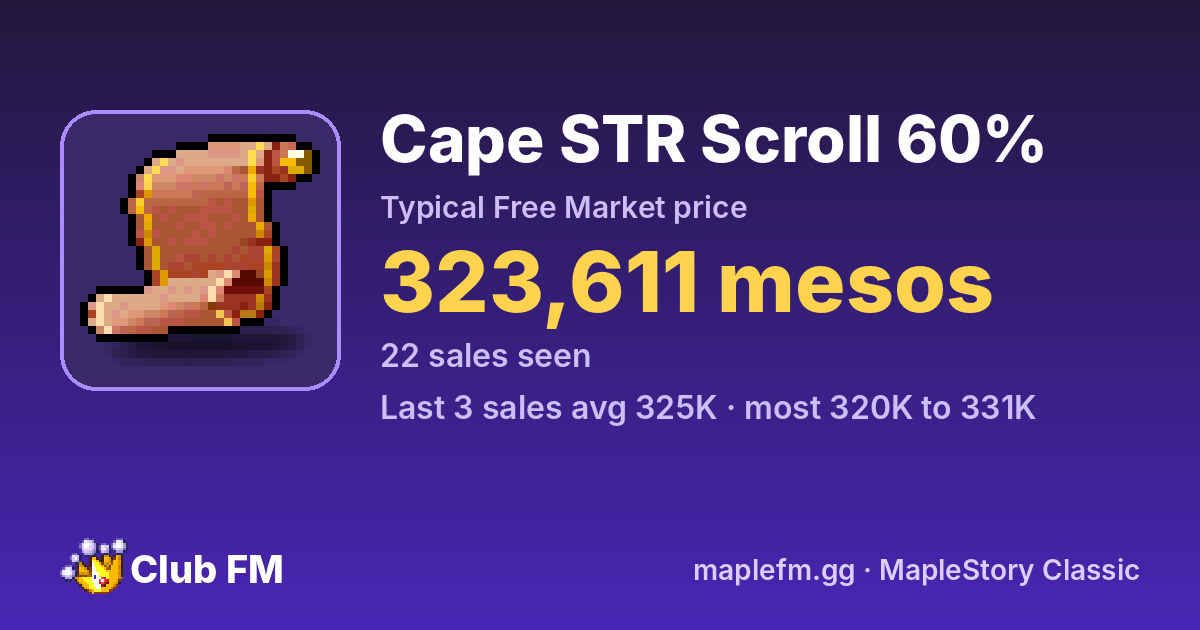 Cape STR Scroll 60%
Typical Free Market price
323,611 mesos
22 sales seen
Last 3 sales avg 325K · most 320K to 331K
Club FM
maplefm.gg · MapleStory Classic